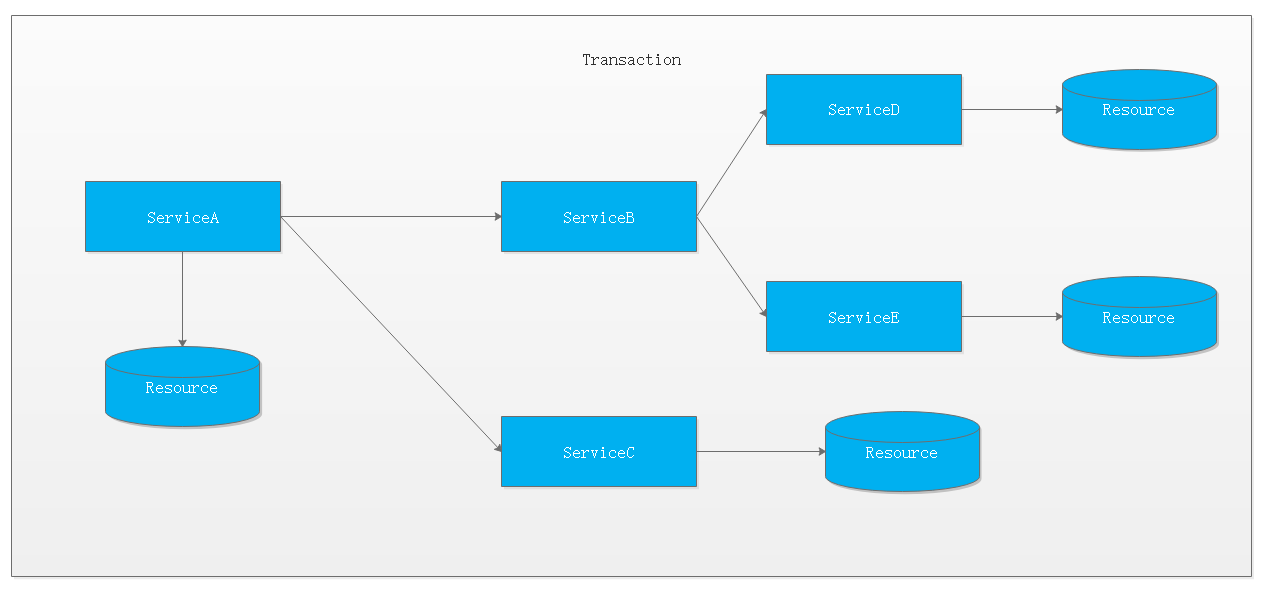 Transaction
ServiceD
Resource
ServiceA
ServiceB
ServiceE
Resource
Resource
ServiceC
Resource